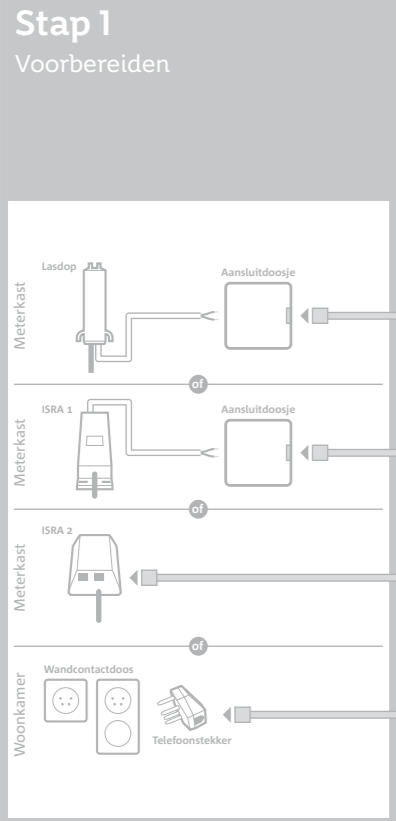 Stap 1
Voorbereiden
Meterkast
Lasdop
Aansluitdoosje
of
Meterkast
ISRA 1
Aansluitdoosje
of
Meterkast
ISRA 2
of
Woonkamer
Wandcontactdoos
Telefoonstekker